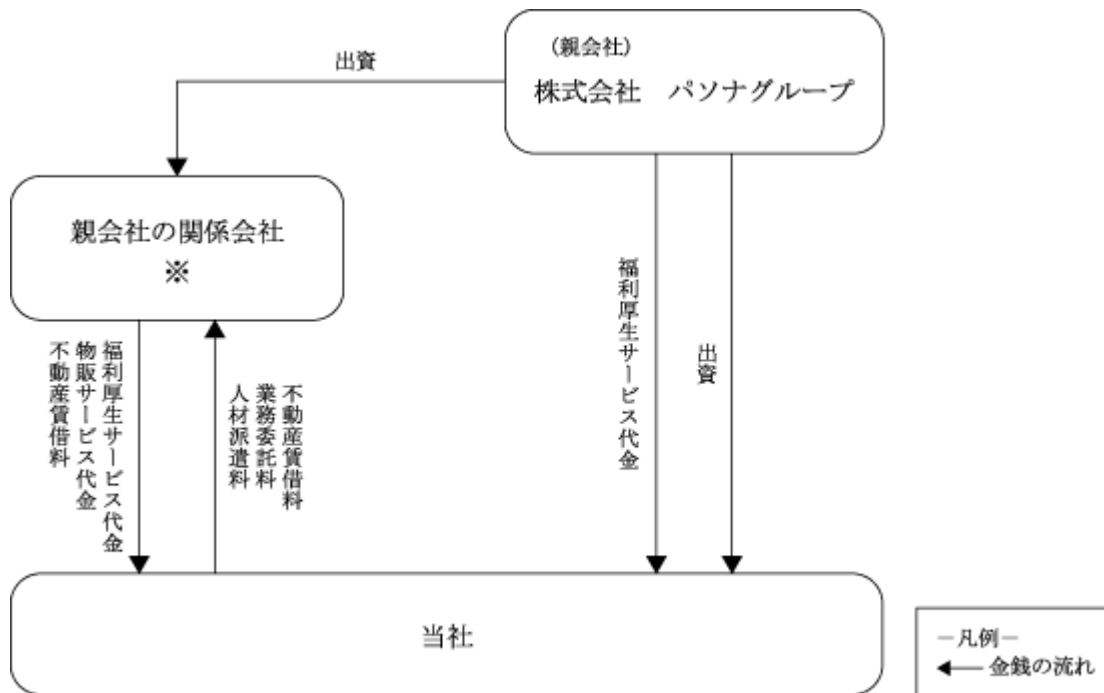 (親会社)
株式会社　パソナグループ
出資
親会社の関係会社
※
福利厚生サービス代金
物販サービス代金
不動産賃借料
不動産賃借料
業務委託料
人材派遣料
福利厚生サービス代金
出資
当社
－凡例－
金銭の流れ